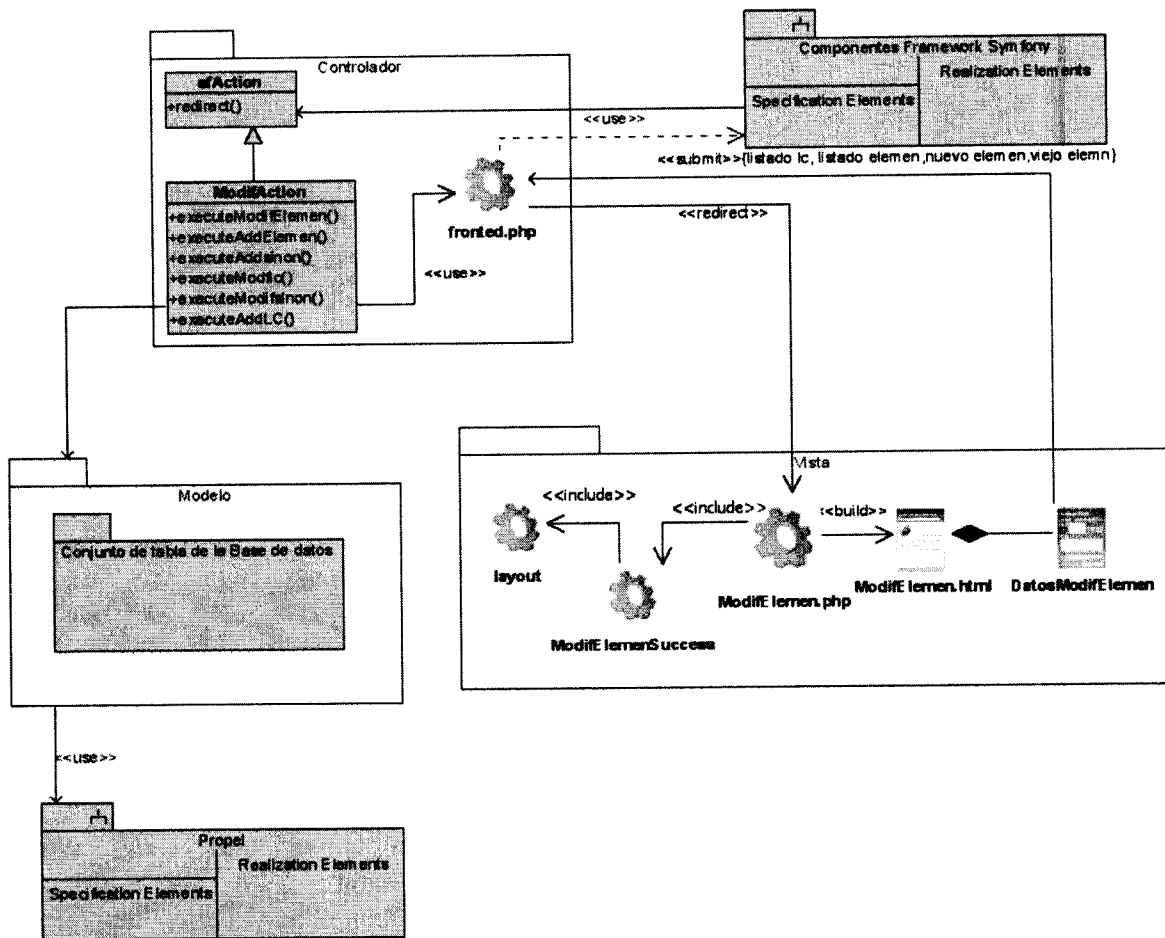 Controlador
sfAction
+redirect()
ModifAction
+executeModifElemen()
+executeAddElemen()
+executeAddsinon()
+executeModlc()
+executeModifsinon()
+executeAddLC()
<<use>>
fronted.php
<<use>>
Componentes Framework Symfony
Realization Elements
Specification Elements
<<submit>>{listado lc, listado elemen ,nuevo elemen,viejo elemn}
<<redirect>>
Modelo
Conjunto de tabla de la Base de datos
Vista
<<include>>
<<include>>
<<build>>
layout
ModifElemenSuccess
ModifElemen.php
ModifElemen.html
DatosModifElemen
<<use>>
Propel
Realization Elements
Specification Elements